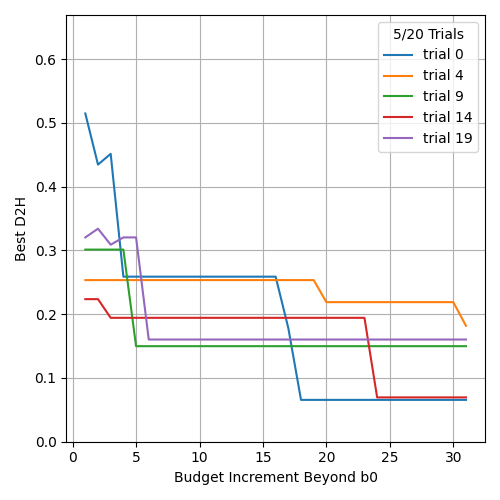 5/20 Trials
trial 0
trial 4
trial 9
trial 14
trial 19
Best D2H
0.6
0.5
0.4
0.3
0.2
0.1
0.0
0 5 10 15 20 25 30
Budget Increment Beyond b0